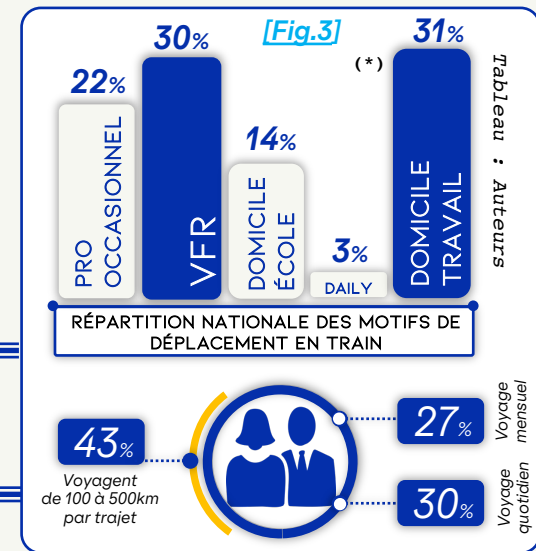 [Fig.3]
22%
30%
14%
3%
(*)
31%
PRO
OCCASIONNEL
VFR
DOMICILE
ÉCOLE
DAILY
DOMICILE
TRAVAIL
Tableau : Auteurs
RÉPARTITION NATIONALE DES MOTIFS DE
DÉPLACEMENT EN TRAIN
43%
Voyagent
de 100 à 500km
par trajet
27%
Voyage
mensuel
30%
Voyage
quotidien